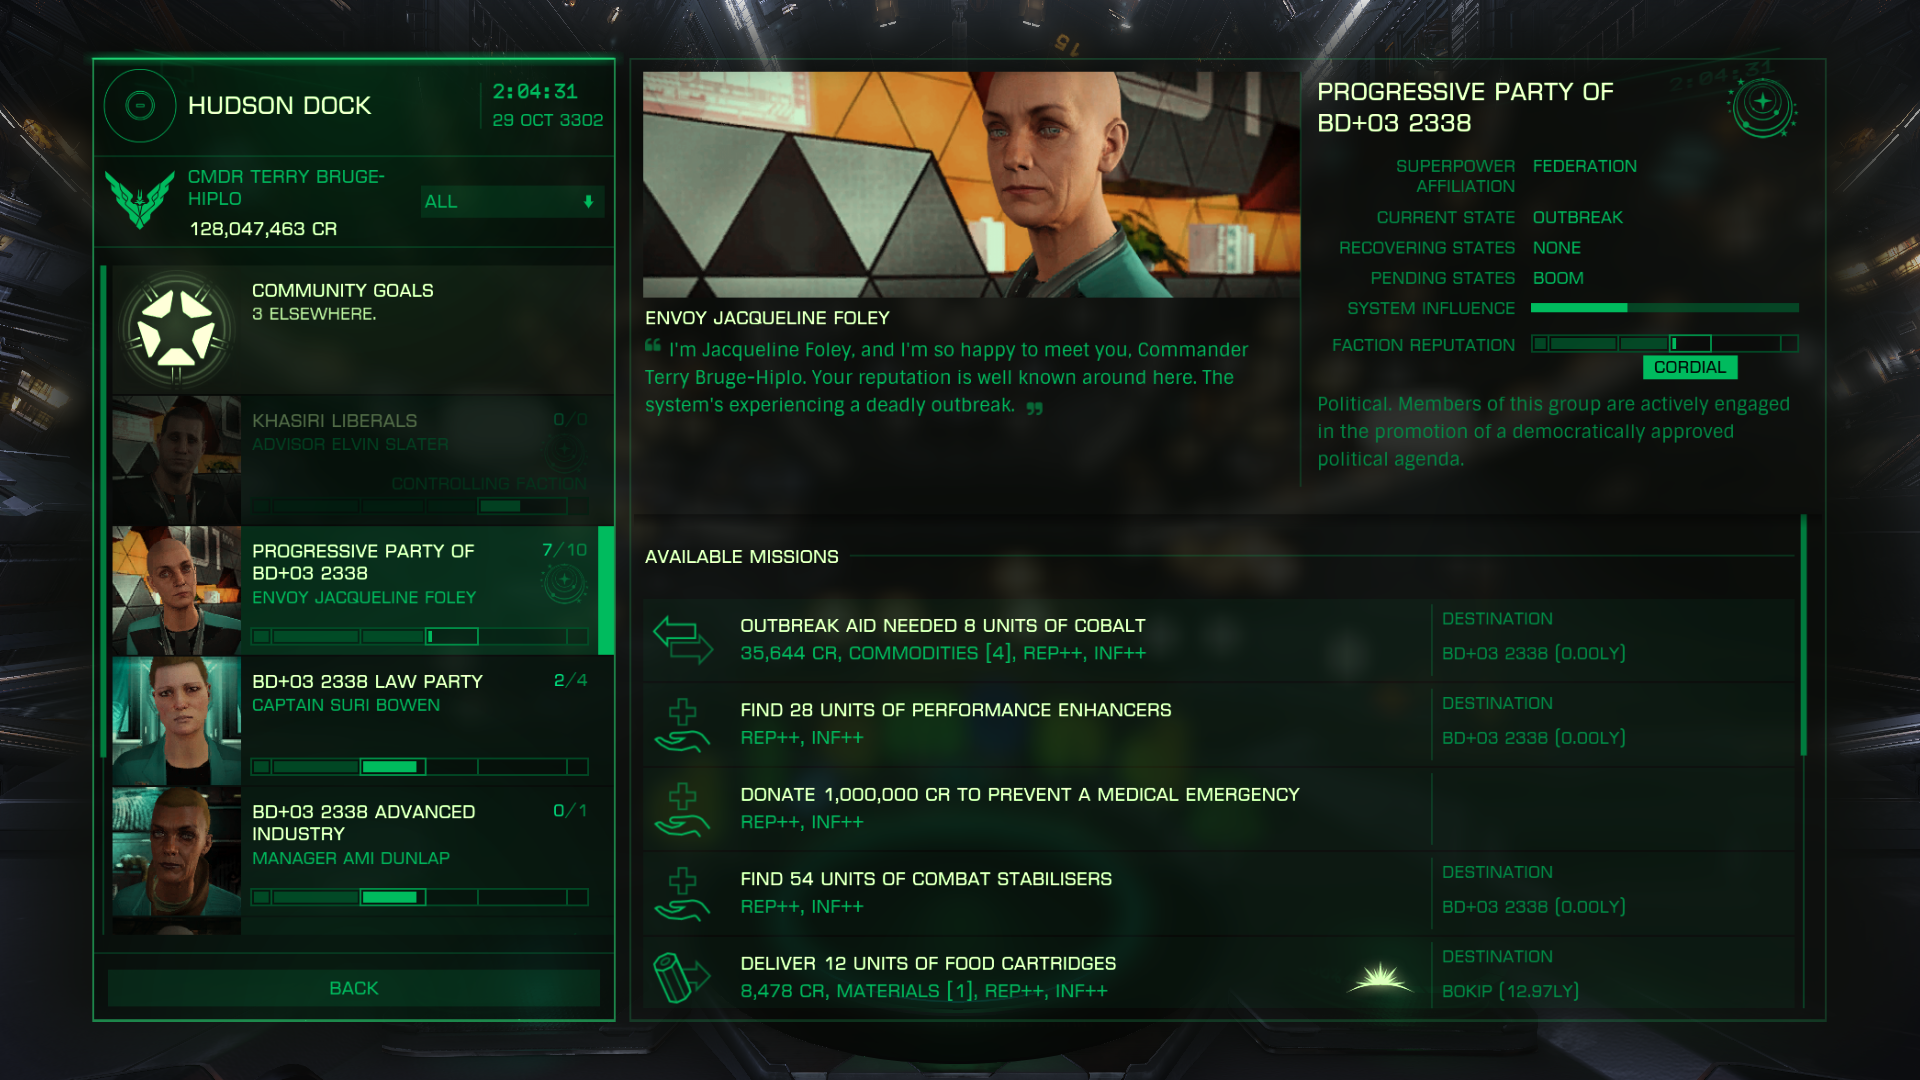 HUDSON DOCK
2:04:31
29 OCT 3302
CMDR TERRY BRUGE-
HIPLO
128,047,463 CR
ALL
COMMUNITY GOALS
3 ELSEWHERE.
KHASIRI LIBERALS
0/0
ADVISOR ELVIN SLATER
CONTROLLING FACTION
PROGRESSIVE PARTY OF
BD+03 2338
7/10
ENVOY JACQUELINE FOLEY
BD+03 2338 LAW PARTY
2/4
CAPTAIN SURI BOWEN
BD+03 2338 ADVANCED
INDUSTRY
0/1
MANAGER AMI DUNLAP
BACK
15
ENVOY JACQUELINE FOLEY
“ I'm Jacqueline Foley, and I'm so happy to meet you, Commander
Terry Bruge-Hiplo. Your reputation is well known around here. The
system's experiencing a deadly outbreak. ”
PROGRESSIVE PARTY OF
BD+03 2338
2:04:31
SUPERPOWER
AFFILIATION
FEDERATION
CURRENT STATE OUTBREAK
RECOVERING STATES NONE
PENDING STATES BOOM
SYSTEM INFLUENCE
FACTION REPUTATION
CORDIAL
Political. Members of this group are actively engaged
in the promotion of a democratically approved
political agenda.
AVAILABLE MISSIONS
OUTBREAK AID NEEDED 8 UNITS OF COBALT
35,644 CR, COMMODITIES [4], REP++, INF++
DESTINATION
BD+03 2338 (0.00LY)
FIND 28 UNITS OF PERFORMANCE ENHANCERS
REP++, INF++
DESTINATION
BD+03 2338 (0.00LY)
DONATE 1,000,000 CR TO PREVENT A MEDICAL EMERGENCY
REP++, INF++
FIND 54 UNITS OF COMBAT STABILISERS
REP++, INF++
DESTINATION
BD+03 2338 (0.00LY)
DELIVER 12 UNITS OF FOOD CARTRIDGES
8,478 CR, MATERIALS [1], REP++, INF++
DESTINATION
BOKIP (12.97LY)